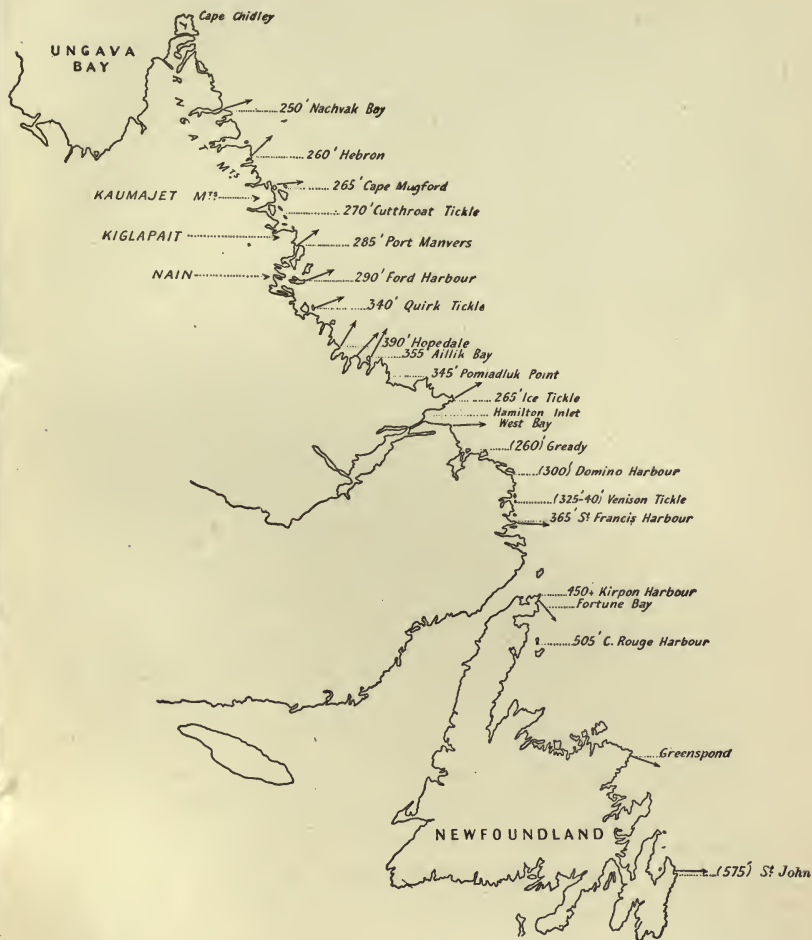 Cape Chidley
UNGAVA
BAY
TORNGAT MTS
250' Nachvak Bay
260' Hebron
265' Cape Mugford
KAUMAJET MTS
270' Cutthroat Tickle
KIGLAPAIT
285' Port Manvers
NAIN
290' Ford Harbour
340' Quirk Tickle
390' Hopedale
355' Aillik Bay
345' Pomiadluk Point
265' Ice Tickle
Hamilton Inlet
West Bay
(260') Gready
(300') Domino Harbour
(325'-40') Venison Tickle
365' St Francis Harbour
450+ Kirpon Harbour
Fortune Bay
505' C. Rouge Harbour
Greenspond
NEWFOUNDLAND
(575') St John